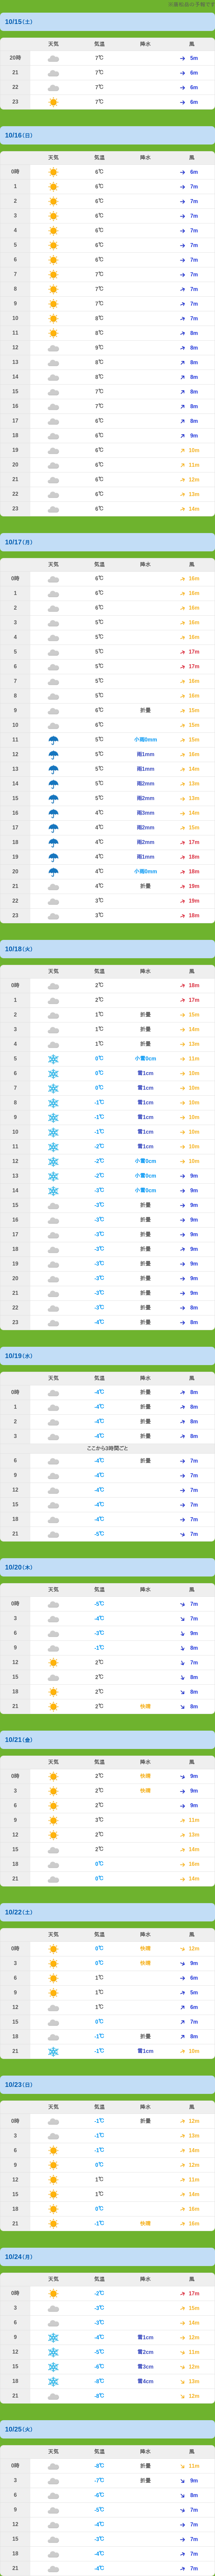 10/15(土)
天気 気温 降水 風
20時 7℃ 5m
21 7℃ 6m
22 7℃ 6m
23 7℃ 6m
10/16(日)
天気 気温 降水 風
0時 6℃ 6m
1 6℃ 7m
2 6℃ 7m
3 6℃ 7m
4 6℃ 7m
5 6℃ 7m
6 6℃ 7m
7 7℃ 7m
8 7℃ 7m
9 7℃ 7m
10 8℃ 7m
11 8℃ 8m
12 9℃ 8m
13 8℃ 8m
14 8℃ 8m
15 7℃ 8m
16 7℃ 8m
17 6℃ 8m
18 6℃ 9m
19 6℃ 10m
20 6℃ 11m
21 6℃ 12m
22 6℃ 13m
23 6℃ 14m
10/17(月)
天気 気温 降水 風
0時 6℃ 16m
1 6℃ 16m
2 6℃ 16m
3 5℃ 16m
4 5℃ 16m
5 5℃ 17m
6 5℃ 17m
7 5℃ 16m
8 5℃ 16m
9 6℃ 折畳 15m
10 6℃ 15m
11 5℃ 小雨0mm 15m
12 5℃ 雨1mm 16m
13 5℃ 雨1mm 14m
14 5℃ 雨2mm 13m
15 5℃ 雨2mm 13m
16 4℃ 雨3mm 14m
17 4℃ 雨2mm 15m
18 4℃ 雨2mm 17m
19 4℃ 雨1mm 18m
20 4℃ 小雨0mm 18m
21 4℃ 折畳 19m
22 3℃ 19m
23 3℃ 18m
10/18(火)
天気 気温 降水 風
0時 2℃ 18m
1 2℃ 17m
2 1℃ 折畳 15m
3 1℃ 折畳 14m
4 1℃ 折畳 13m
5 0℃ 小雪0cm 11m
6 0℃ 雪1cm 10m
7 0℃ 雪1cm 10m
8 -1℃ 雪1cm 10m
9 -1℃ 雪1cm 10m
10 -1℃ 雪1cm 10m
11 -2℃ 雪1cm 10m
12 -2℃ 小雪0cm 10m
13 -2℃ 小雪0cm 9m
14 -3℃ 小雪0cm 9m
15 -3℃ 折畳 9m
16 -3℃ 折畳 9m
17 -3℃ 折畳 9m
18 -3℃ 折畳 9m
19 -3℃ 折畳 9m
20 -3℃ 折畳 9m
21 -3℃ 折畳 9m
22 -3℃ 折畳 8m
23 -4℃ 折畳 8m
10/19(水)
天気 気温 降水 風
0時 -4℃ 折畳 8m
1 -4℃ 折畳 8m
2 -4℃ 折畳 8m
3 -4℃ 折畳 8m
ここから3時間ごと
6 -4℃ 折畳 7m
9 -4℃ 7m
12 -4℃ 7m
15 -4℃ 7m
18 -4℃ 7m
21 -5℃ 7m
10/20(木)
天気 気温 降水 風
0時 -5℃ 7m
3 -4℃ 7m
6 -3℃ 9m
9 -1℃ 8m
12 2℃ 7m
15 2℃ 8m
18 2℃ 8m
21 2℃ 快晴 8m
10/21(金)
天気 気温 降水 風
0時 2℃ 快晴 9m
3 2℃ 快晴 9m
6 2℃ 9m
9 3℃ 11m
12 2℃ 13m
15 2℃ 14m
18 0℃ 16m
21 0℃ 14m
10/22(土)
天気 気温 降水 風
0時 0℃ 快晴 12m
3 0℃ 快晴 9m
6 1℃ 6m
9 1℃ 5m
12 1℃ 6m
15 0℃ 7m
18 -1℃ 折畳 8m
21 -1℃ 雪1cm 10m
10/23(日)
天気 気温 降水 風
0時 -1℃ 折畳 12m
3 -1℃ 13m
6 -1℃ 14m
9 0℃ 12m
12 1℃ 11m
15 1℃ 14m
18 0℃ 16m
21 -1℃ 快晴 16m
10/24(月)
天気 気温 降水 風
0時 -2℃ 17m
3 -3℃ 15m
6 -3℃ 14m
9 -4℃ 雪1cm 12m
12 -5℃ 雪2cm 11m
15 -6℃ 雪3cm 12m
18 -8℃ 雪4cm 13m
21 -8℃ 12m
10/25(火)
天気 気温 降水 風
0時 -8℃ 折畳 11m
3 -7℃ 折畳 9m
6 -6℃ 8m
9 -5℃ 7m
12 -4℃ 7m
15 -3℃ 7m
18 -4℃ 7m
21 -4℃ 7m